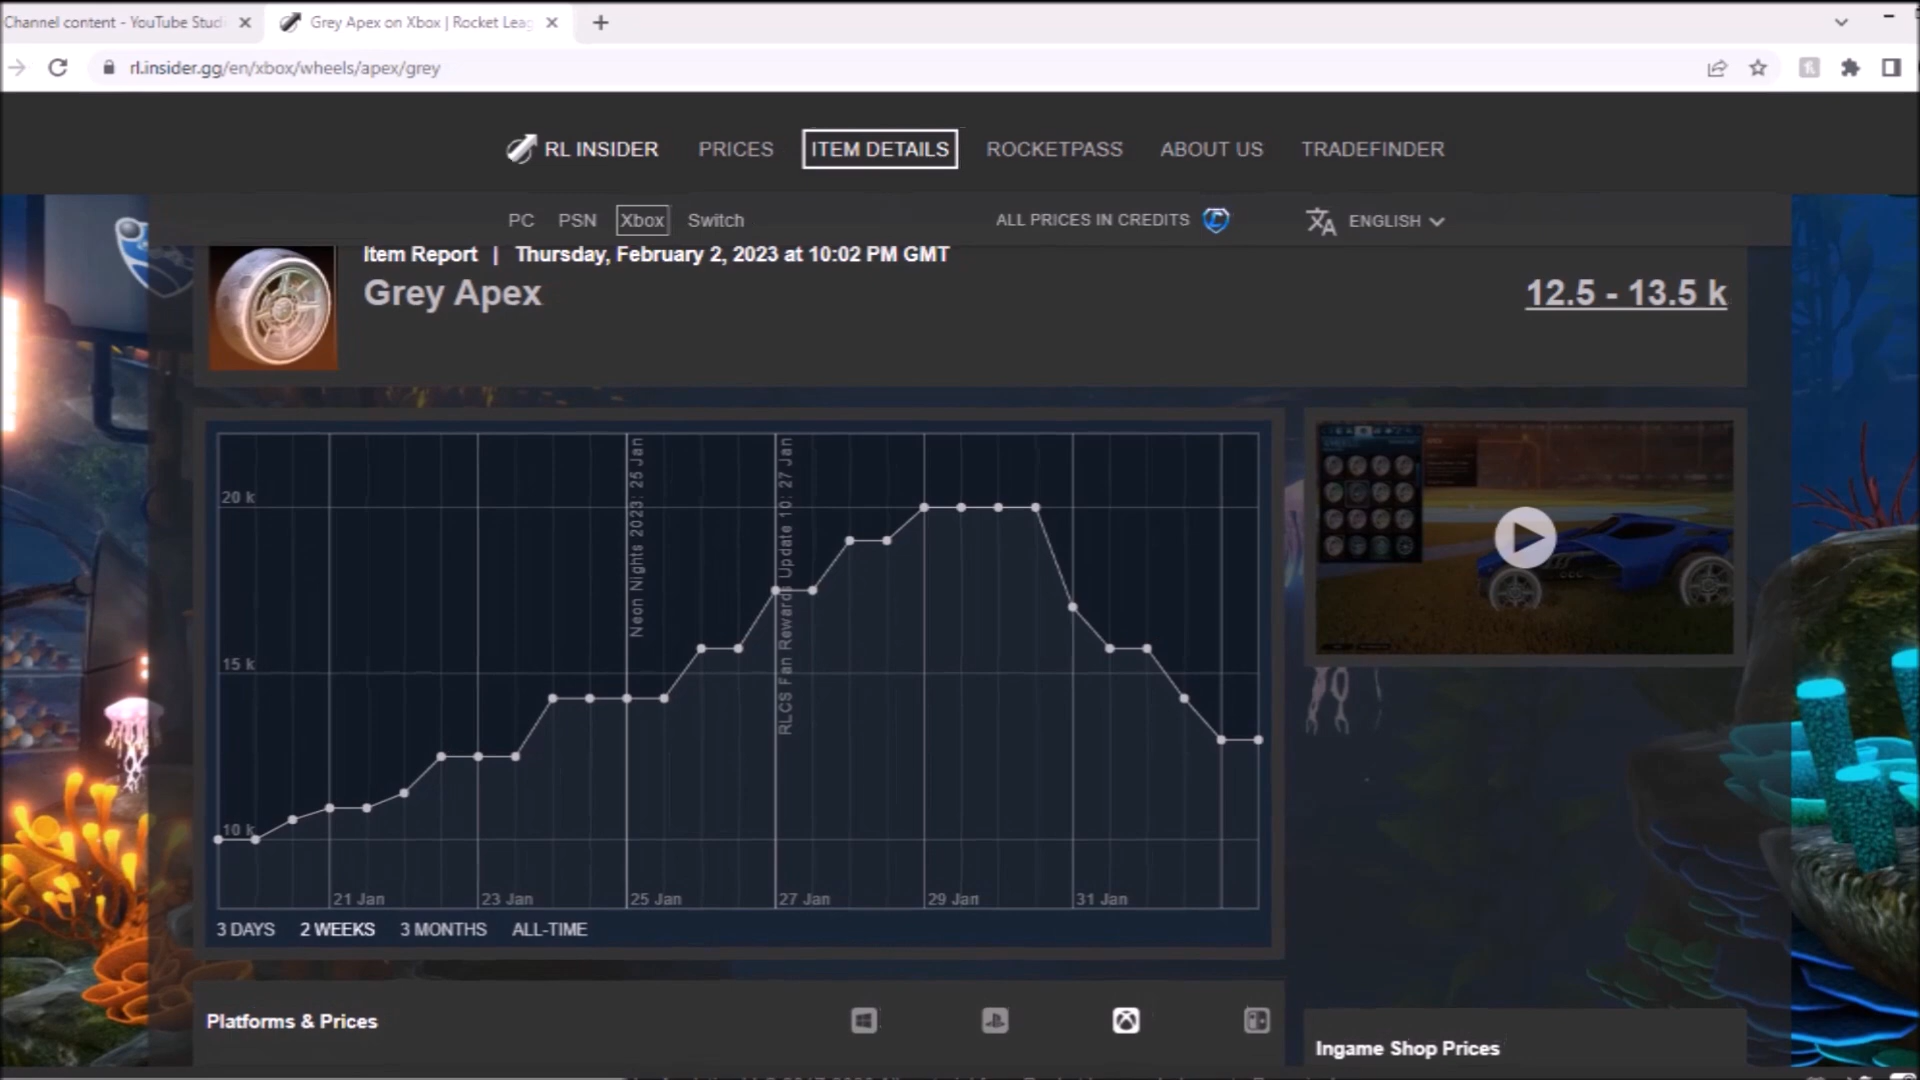 Channel content - YouTube Stud
Grey Apex on Xbox | Rocket Leag
rl.insider.gg/en/xbox/wheels/apex/grey
RL INSIDER PRICES ITEM DETAILS ROCKETPASS ABOUT US TRADEFINDER
PC PSN Xbox Switch ALL PRICES IN CREDITS ENGLISH
Item Report | Thursday, February 2, 2023 at 10:02 PM GMT
Grey Apex
12.5 - 13.5 k
20 k
15 k
10 k
Neon Nights 2023: 25 Jan
RLCS Fan Rewards Update 10: 27 Jan
21 Jan 23 Jan 25 Jan 27 Jan 29 Jan 31 Jan
3 DAYS 2 WEEKS 3 MONTHS ALL-TIME
Platforms & Prices
Ingame Shop Prices